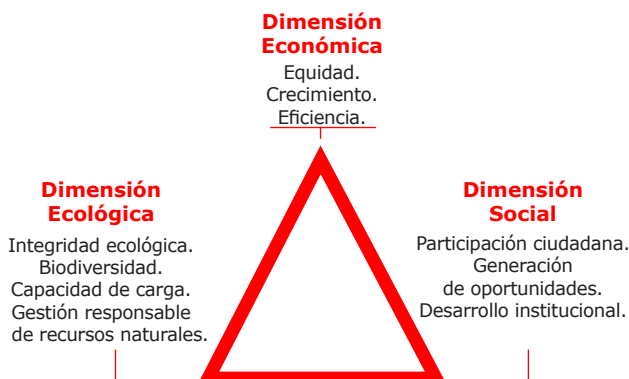 Dimensión
Económica
Equidad.
Crecimiento.
Eficiencia.
Dimensión
Ecológica
Integridad ecológica.
Biodiversidad.
Capacidad de carga.
Gestión responsable
de recursos naturales.
Dimensión
Social
Participación ciudadana.
Generación
de oportunidades.
Desarrollo institucional.